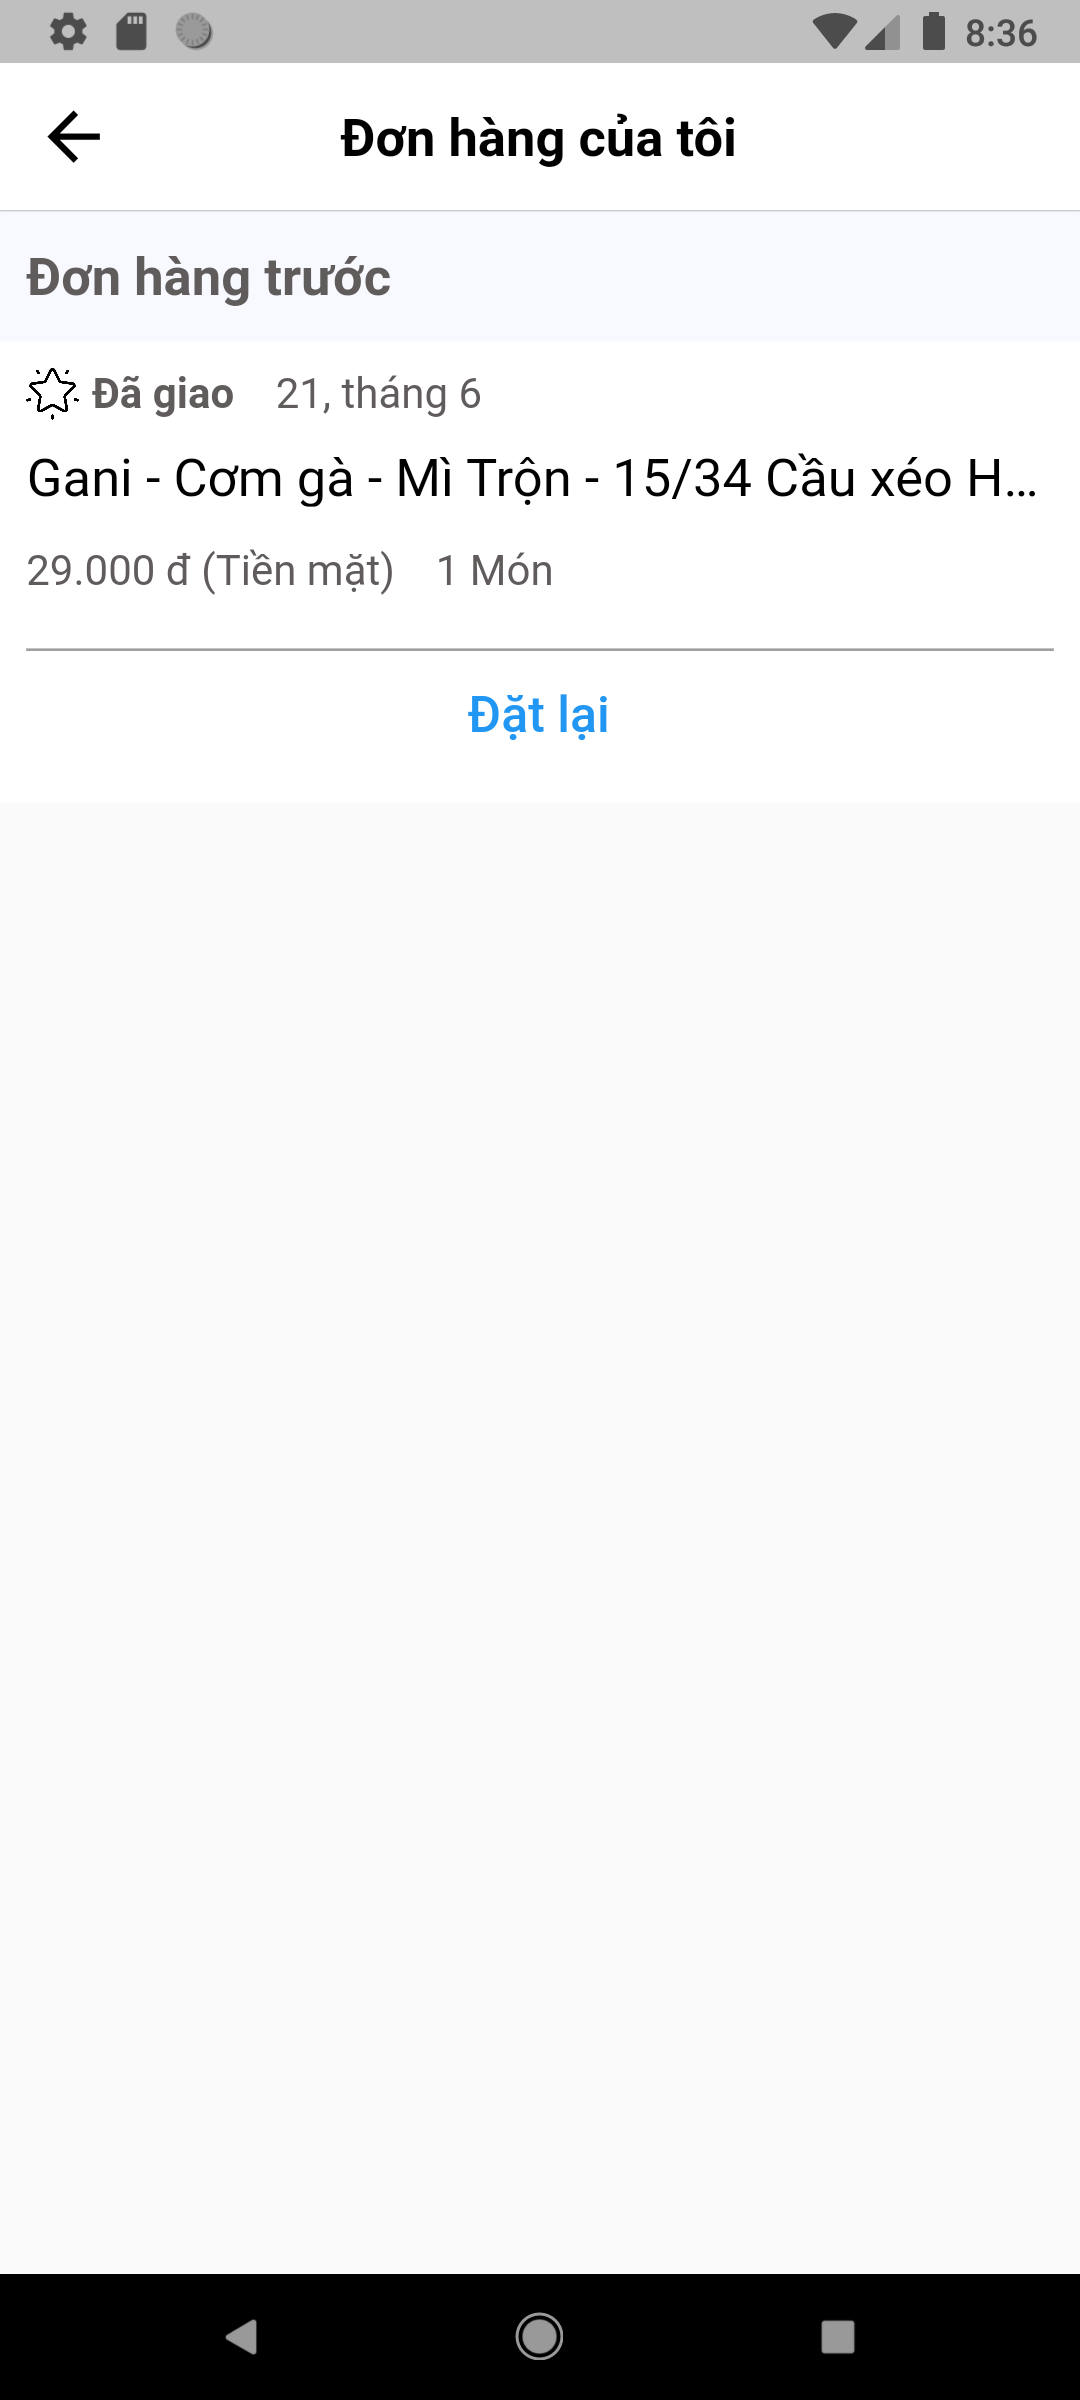 8:36
Đơn hàng của tôi
Đơn hàng trước
Đã giao 21, tháng 6
Gani - Cơm gà - Mì Trộn - 15/34 Cầu xéo H...
29.000 đ (Tiền mặt) 1 Món
Đặt lại